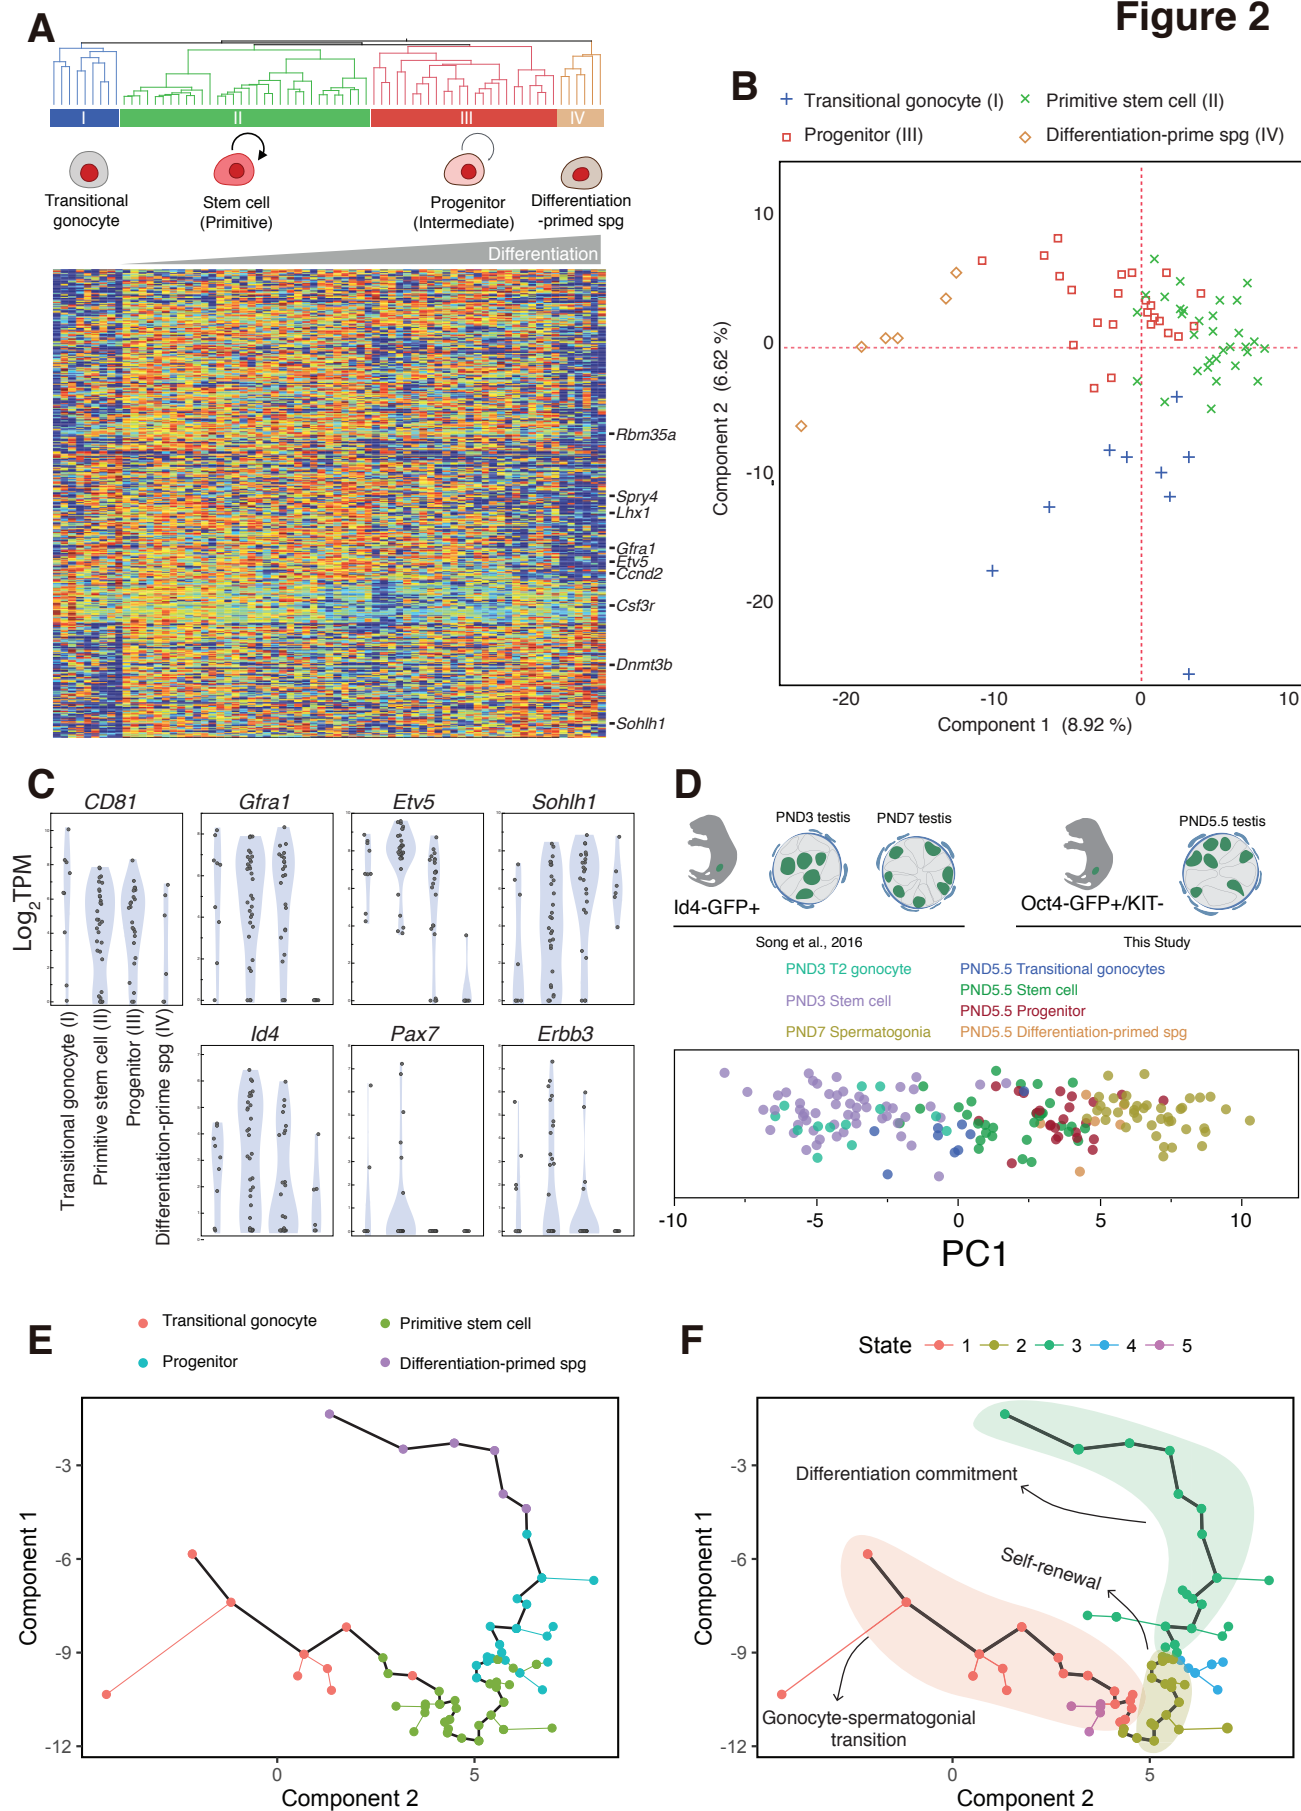 Figure 2
A
I II III IV
Transitional
gonocyte
Stem cell
(Primitive)
Progenitor
(Intermediate)
Differentiation
-primed spg
Differentiation
Rbm35a
Spry4
Lhx1
Gfra1
Etv5
Ccnd2
Csf3r
Dnmt3b
Sohlh1
B
Transitional gonocyte (I)
Primitive stem cell (II)
Progenitor (III)
Differentiation-prime spg (IV)
Component 2 (6.62 %)
10
0
-10
-20
-20 -10 0 10
Component 1 (8.92 %)
C
CD81 Gfra1 Etv5 Sohlh1
Log2TPM
Id4 Pax7 Erbb3
Transitional gonocyte (I)
Primitive stem cell (II)
Progenitor (III)
Differentiation-prime spg (IV)
D
PND3 testis
PND7 testis
PND5.5 testis
Id4-GFP+
Oct4-GFP+/KIT-
Song et al., 2016
This Study
PND3 T2 gonocyte
PND3 Stem cell
PND7 Spermatogonia
PND5.5 Transitional gonocytes
PND5.5 Stem cell
PND5.5 Progenitor
PND5.5 Differentiation-primed spg
-10 -5 0 5 10
PC1
E
Transitional gonocyte
Primitive stem cell
Progenitor
Differentiation-primed spg
Component 1
-3
-6
-9
-12
0 5
Component 2
F
State 1 2 3 4 5
Component 1
-3
-6
-9
-12
Differentiation commitment
Self-renewal
Gonocyte-spermatogonial
transition
0 5
Component 2